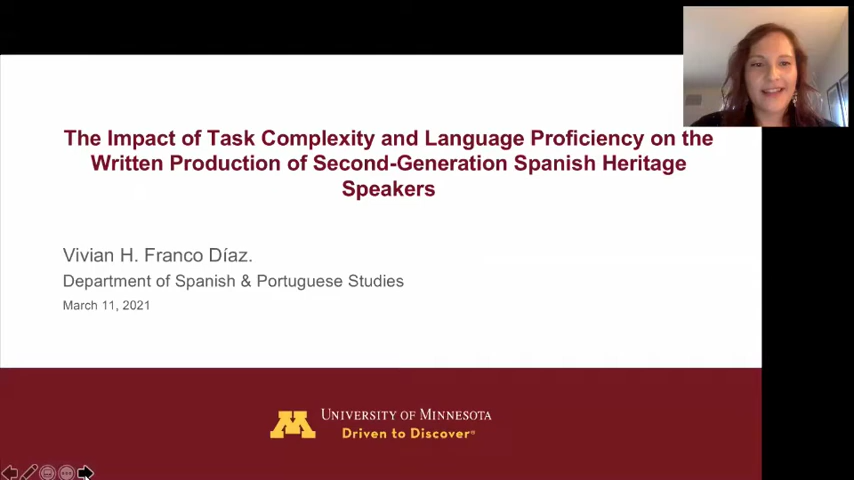 The Impact of Task Complexity and Language Proficiency on the
Written Production of Second-Generation Spanish Heritage
Speakers
Vivian H. Franco Díaz.
Department of Spanish & Portuguese Studies
March 11, 2021
M UNIVERSITY OF MINNESOTA
Driven to Discover®